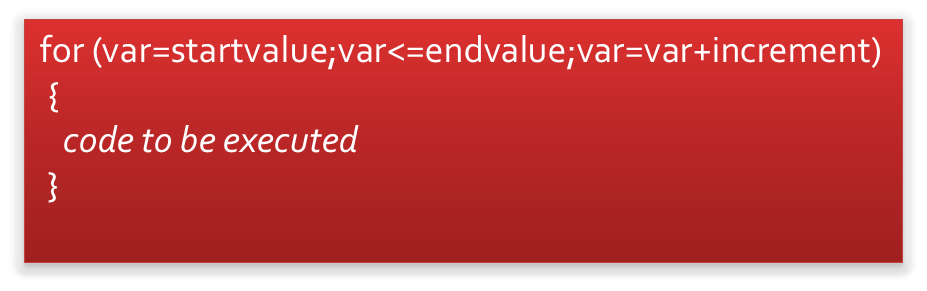 for (var=startvalue;var<=endvalue;var=var+increment)
{
code to be executed
}